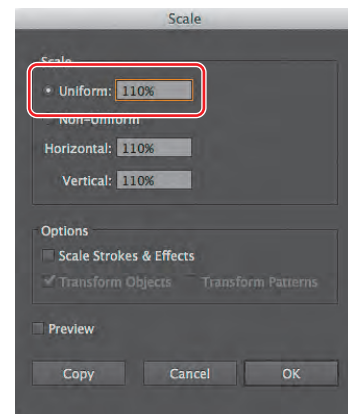 Scale
Scale
Uniform: 110%
Non-Uniform
Horizontal: 110%
Vertical: 110%
Options
Scale Strokes & Effects
Transform Objects Transform Patterns
Preview
Copy Cancel OK